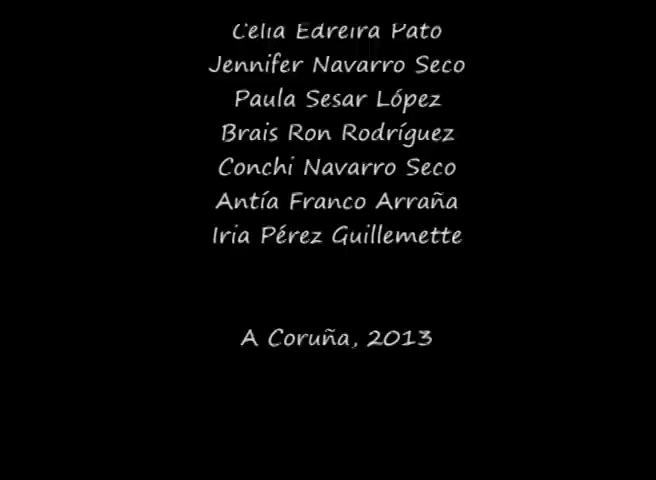 Celia Edreira Pato
Jennifer Navarro Seco
Paula Sesar López
Brais Ron Rodríguez
Conchi Navarro Seco
Antía Franco Arraña
Iria Pérez Guillemette
A Coruña, 2013